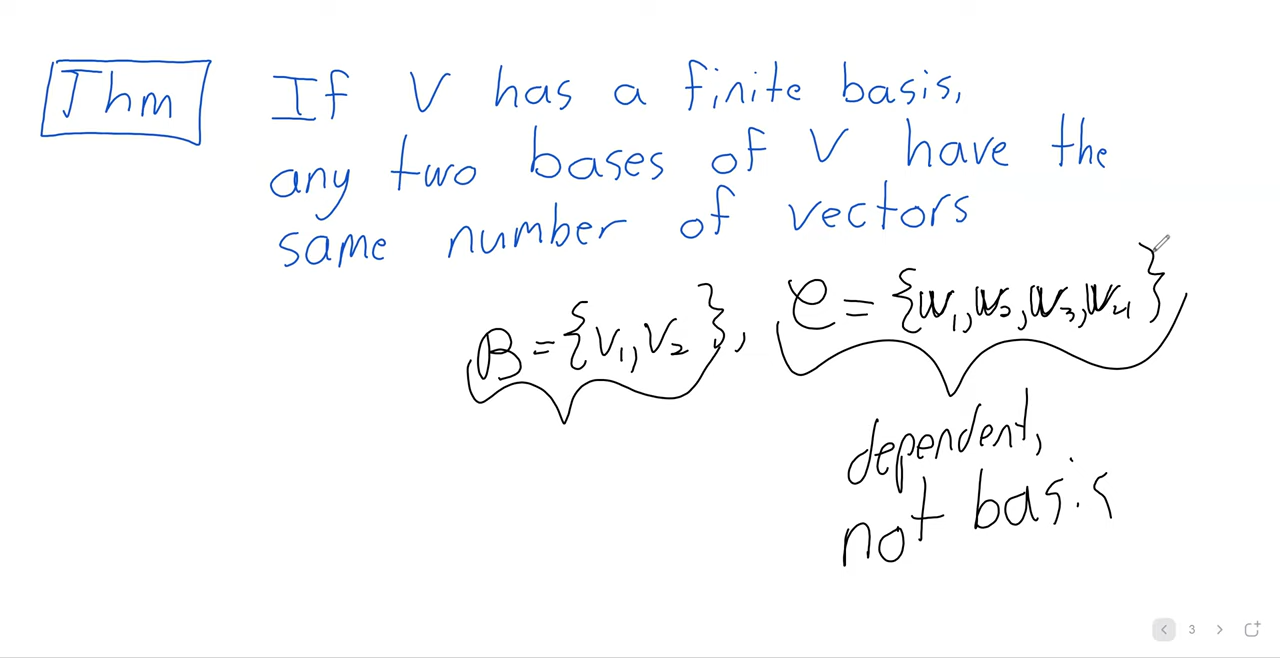 Thm If V has a finite basis,
any two bases of V have the
same number of vectors
B = {v₁, v₂}, C = {w₁, w₂, w₃, w₄}
dependent,
not basis
3